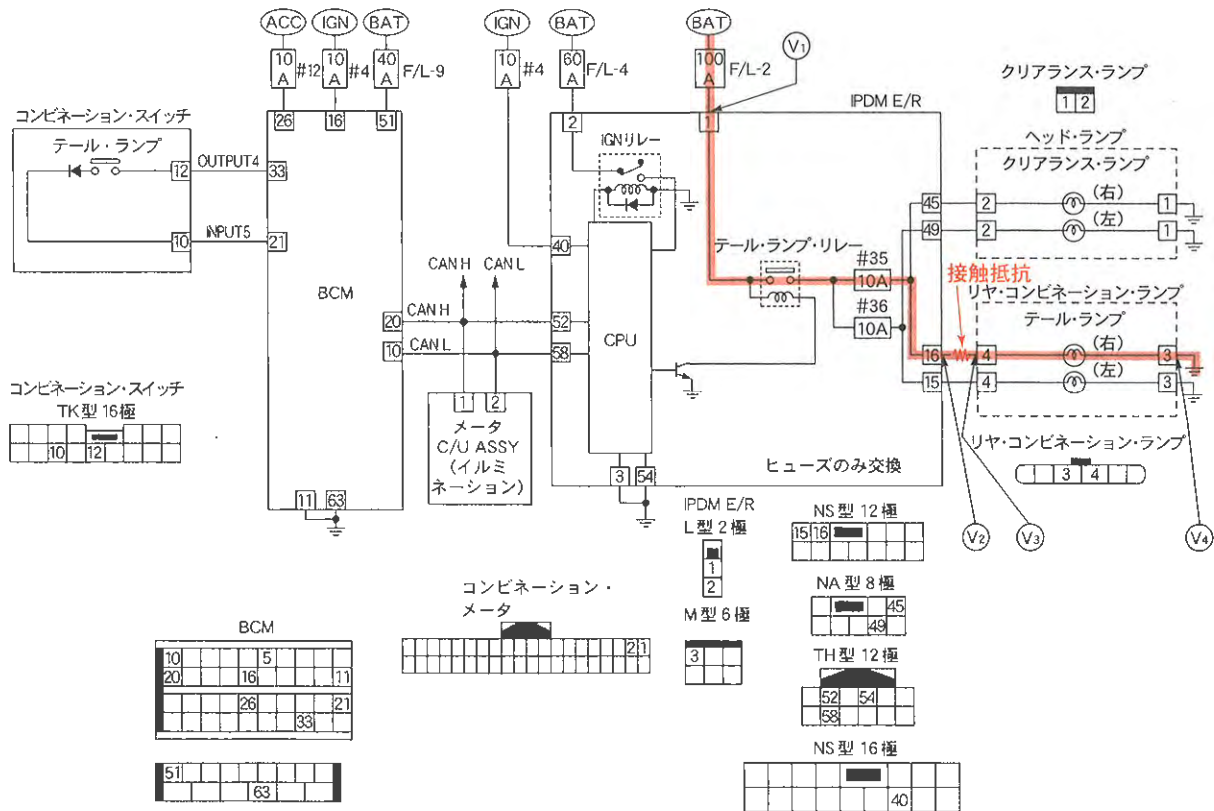 ACC IGN BAT IGN BAT BAT
10 A #12
10 A #4
40 A F/L-9
10 A #4
60 A F/L-4
100 A F/L-2
V1
クリアランス・ランプ
1 2
コンビネーション・スイッチ
テール・ランプ
12 OUTPUT4 33
10 INPUT5 21
26 16 51
BCM
20 CAN H
10 CAN L
11 63
CAN H CAN L
1 2
メータ
C/U ASSY
(イルミ
ネーション)
2 1
IPDM E/R
IGNリレー
40
52
58
CPU
3 54
テール・ランプ・リレー
#35
10A
#36
10A
45
49
16
15
ヒューズのみ交換
ヘッド・ランプ
クリアランス・ランプ
2 (右) 1
2 (左) 1
接触抵抗
リヤ・コンビネーション・ランプ
テール・ランプ
4 (右) 3
4 (左) 3
リヤ・コンビネーション・ランプ
3 4
V2 V3 V4
コンビネーション・スイッチ
TK型16極
10 12
IPDM E/R
L型2極
1
2
M型6極
3
NS型12極
15 16
NA型8極
45
49
TH型12極
52 54
58
NS型16極
40
コンビネーション・
メータ
2 1
BCM
10 5
20 16 11
26 21
33
51
63